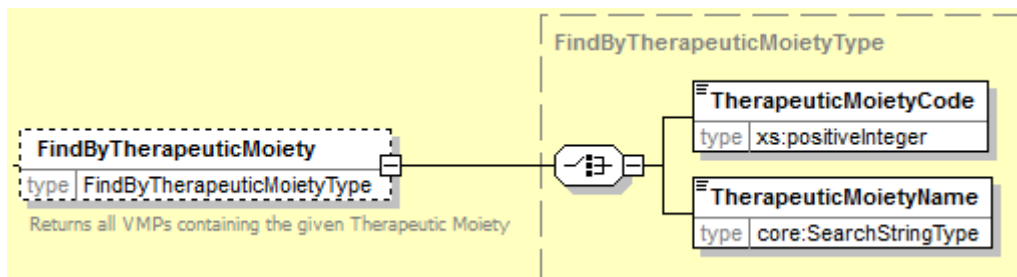 FindByTherapeuticMoietyType
TherapeuticMoietyCode
type xs:positiveInteger
FindByTherapeuticMoiety
type FindByTherapeuticMoietyType
Returns all VMPs containing the given Therapeutic Moiety
TherapeuticMoietyName
type core:SearchStringType